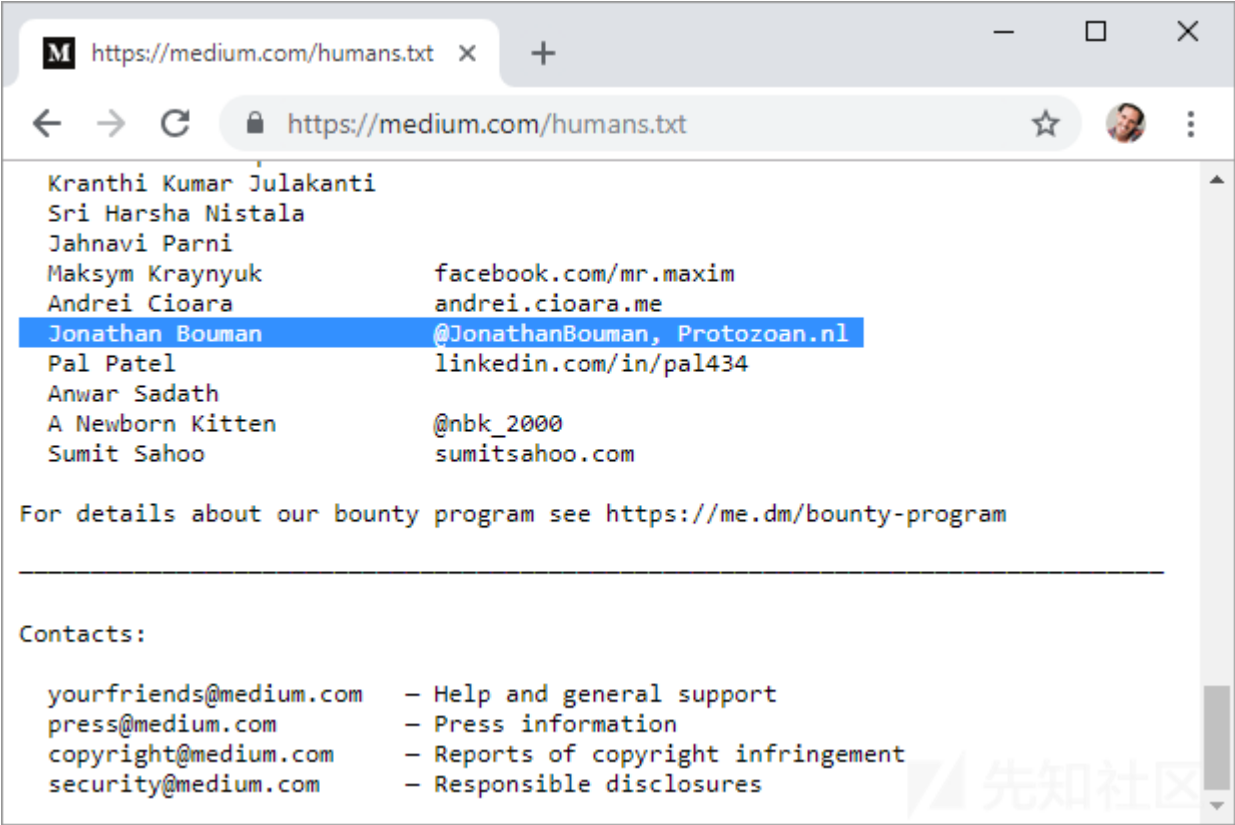 M https://medium.com/humans.txt
https://medium.com/humans.txt
Kranthi Kumar Julakanti
Sri Harsha Nistala
Jahnavi Parni
Maksym Kraynyuk facebook.com/mr.maxim
Andrei Cioara andrei.cioara.me
Jonathan Bouman @JonathanBouman, Protozoan.nl
Pal Patel linkedin.com/in/pal434
Anwar Sadath
A Newborn Kitten @nbk_2000
Sumit Sahoo sumitsahoo.com
For details about our bounty program see https://me.dm/bounty-program
Contacts:
yourfriends@medium.com — Help and general support
press@medium.com — Press information
copyright@medium.com — Reports of copyright infringement
security@medium.com — Responsible disclosures
先知社区